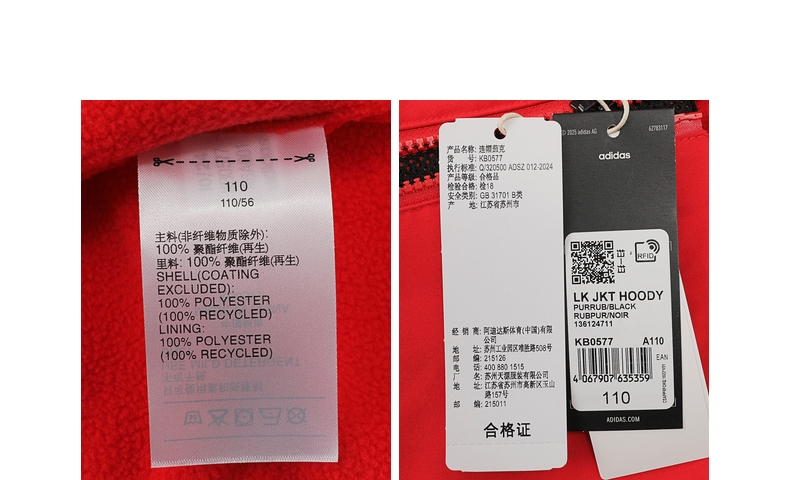 110
110/56
主料(非纤维物质除外):
100% 聚酯纤维(再生)
里料: 100% 聚酯纤维(再生)
SHELL(COATING
EXCLUDED):
100% POLYESTER
(100% RECYCLED)
LINING:
100% POLYESTER
(100% RECYCLED)
产品名称: 连帽茄克
货 号: KB0577
执行标准: Q/320500 ADSZ 012-2024
产品等级: 合格品
检验合格: 检18
安全类别: GB 31701 B类
产 地: 江苏省苏州市
经 销 商: 阿迪达斯体育(中国)有限
公司
地 址: 苏州工业园区唯胜路508号
邮 编: 215126
电 话: 400 880 1515
厂 名: 苏州天源服装有限公司
地 址: 江苏省苏州市高新区玉山
路157号
邮 编: 215011
合格证
© 2025 adidas AG
62783117
adidas
RFID
LK JKT HOODY
PURRUB/BLACK
RUBPUR/NOIR
136124711
KB0577 A110
EAN
4 067907 635359
110
ADIDAS.COM